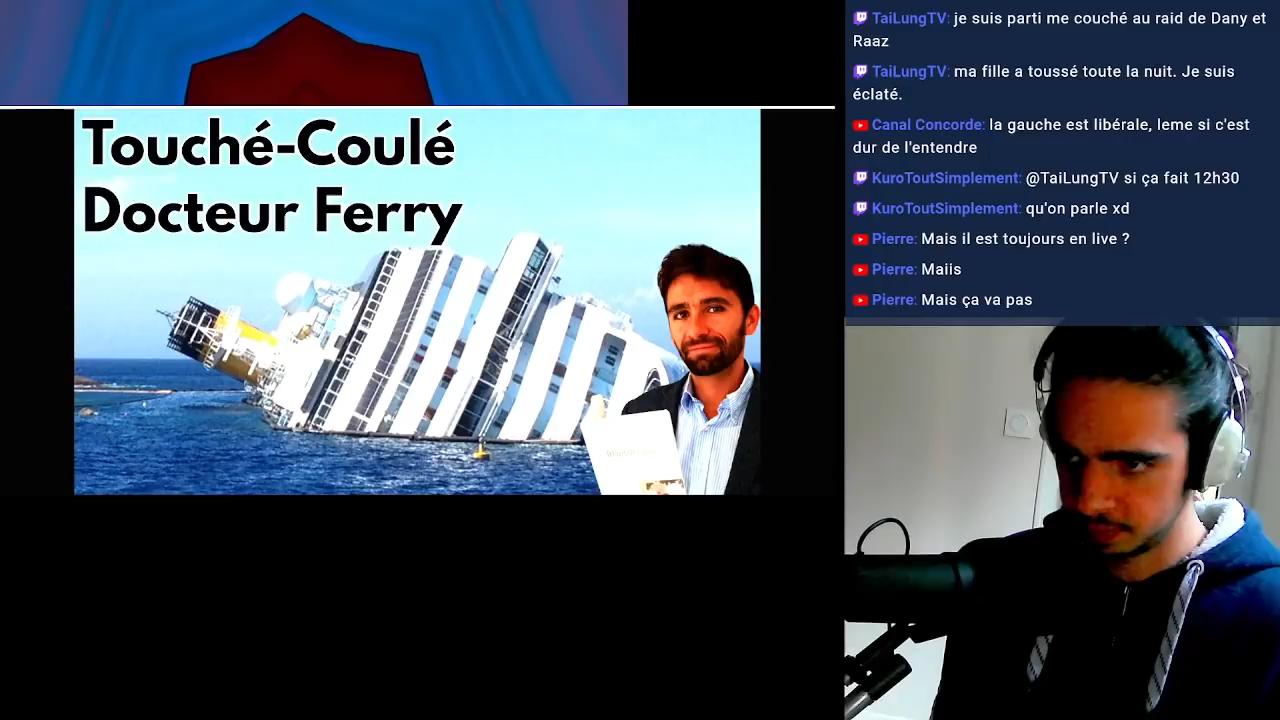 Touché-Coulé
Docteur Ferry
TaiLungTV: je suis parti me couché au raid de Dany et
Raaz
TaiLungTV: ma fille a toussé toute la nuit. Je suis
éclaté.
Canal Concorde: la gauche est libérale, leme si c'est
dur de l'entendre
KuroToutSimplement: @TaiLungTV si ça fait 12h30
KuroToutSimplement: qu'on parle xd
Pierre: Mais il est toujours en live ?
Pierre: Maiis
Pierre: Mais ça va pas